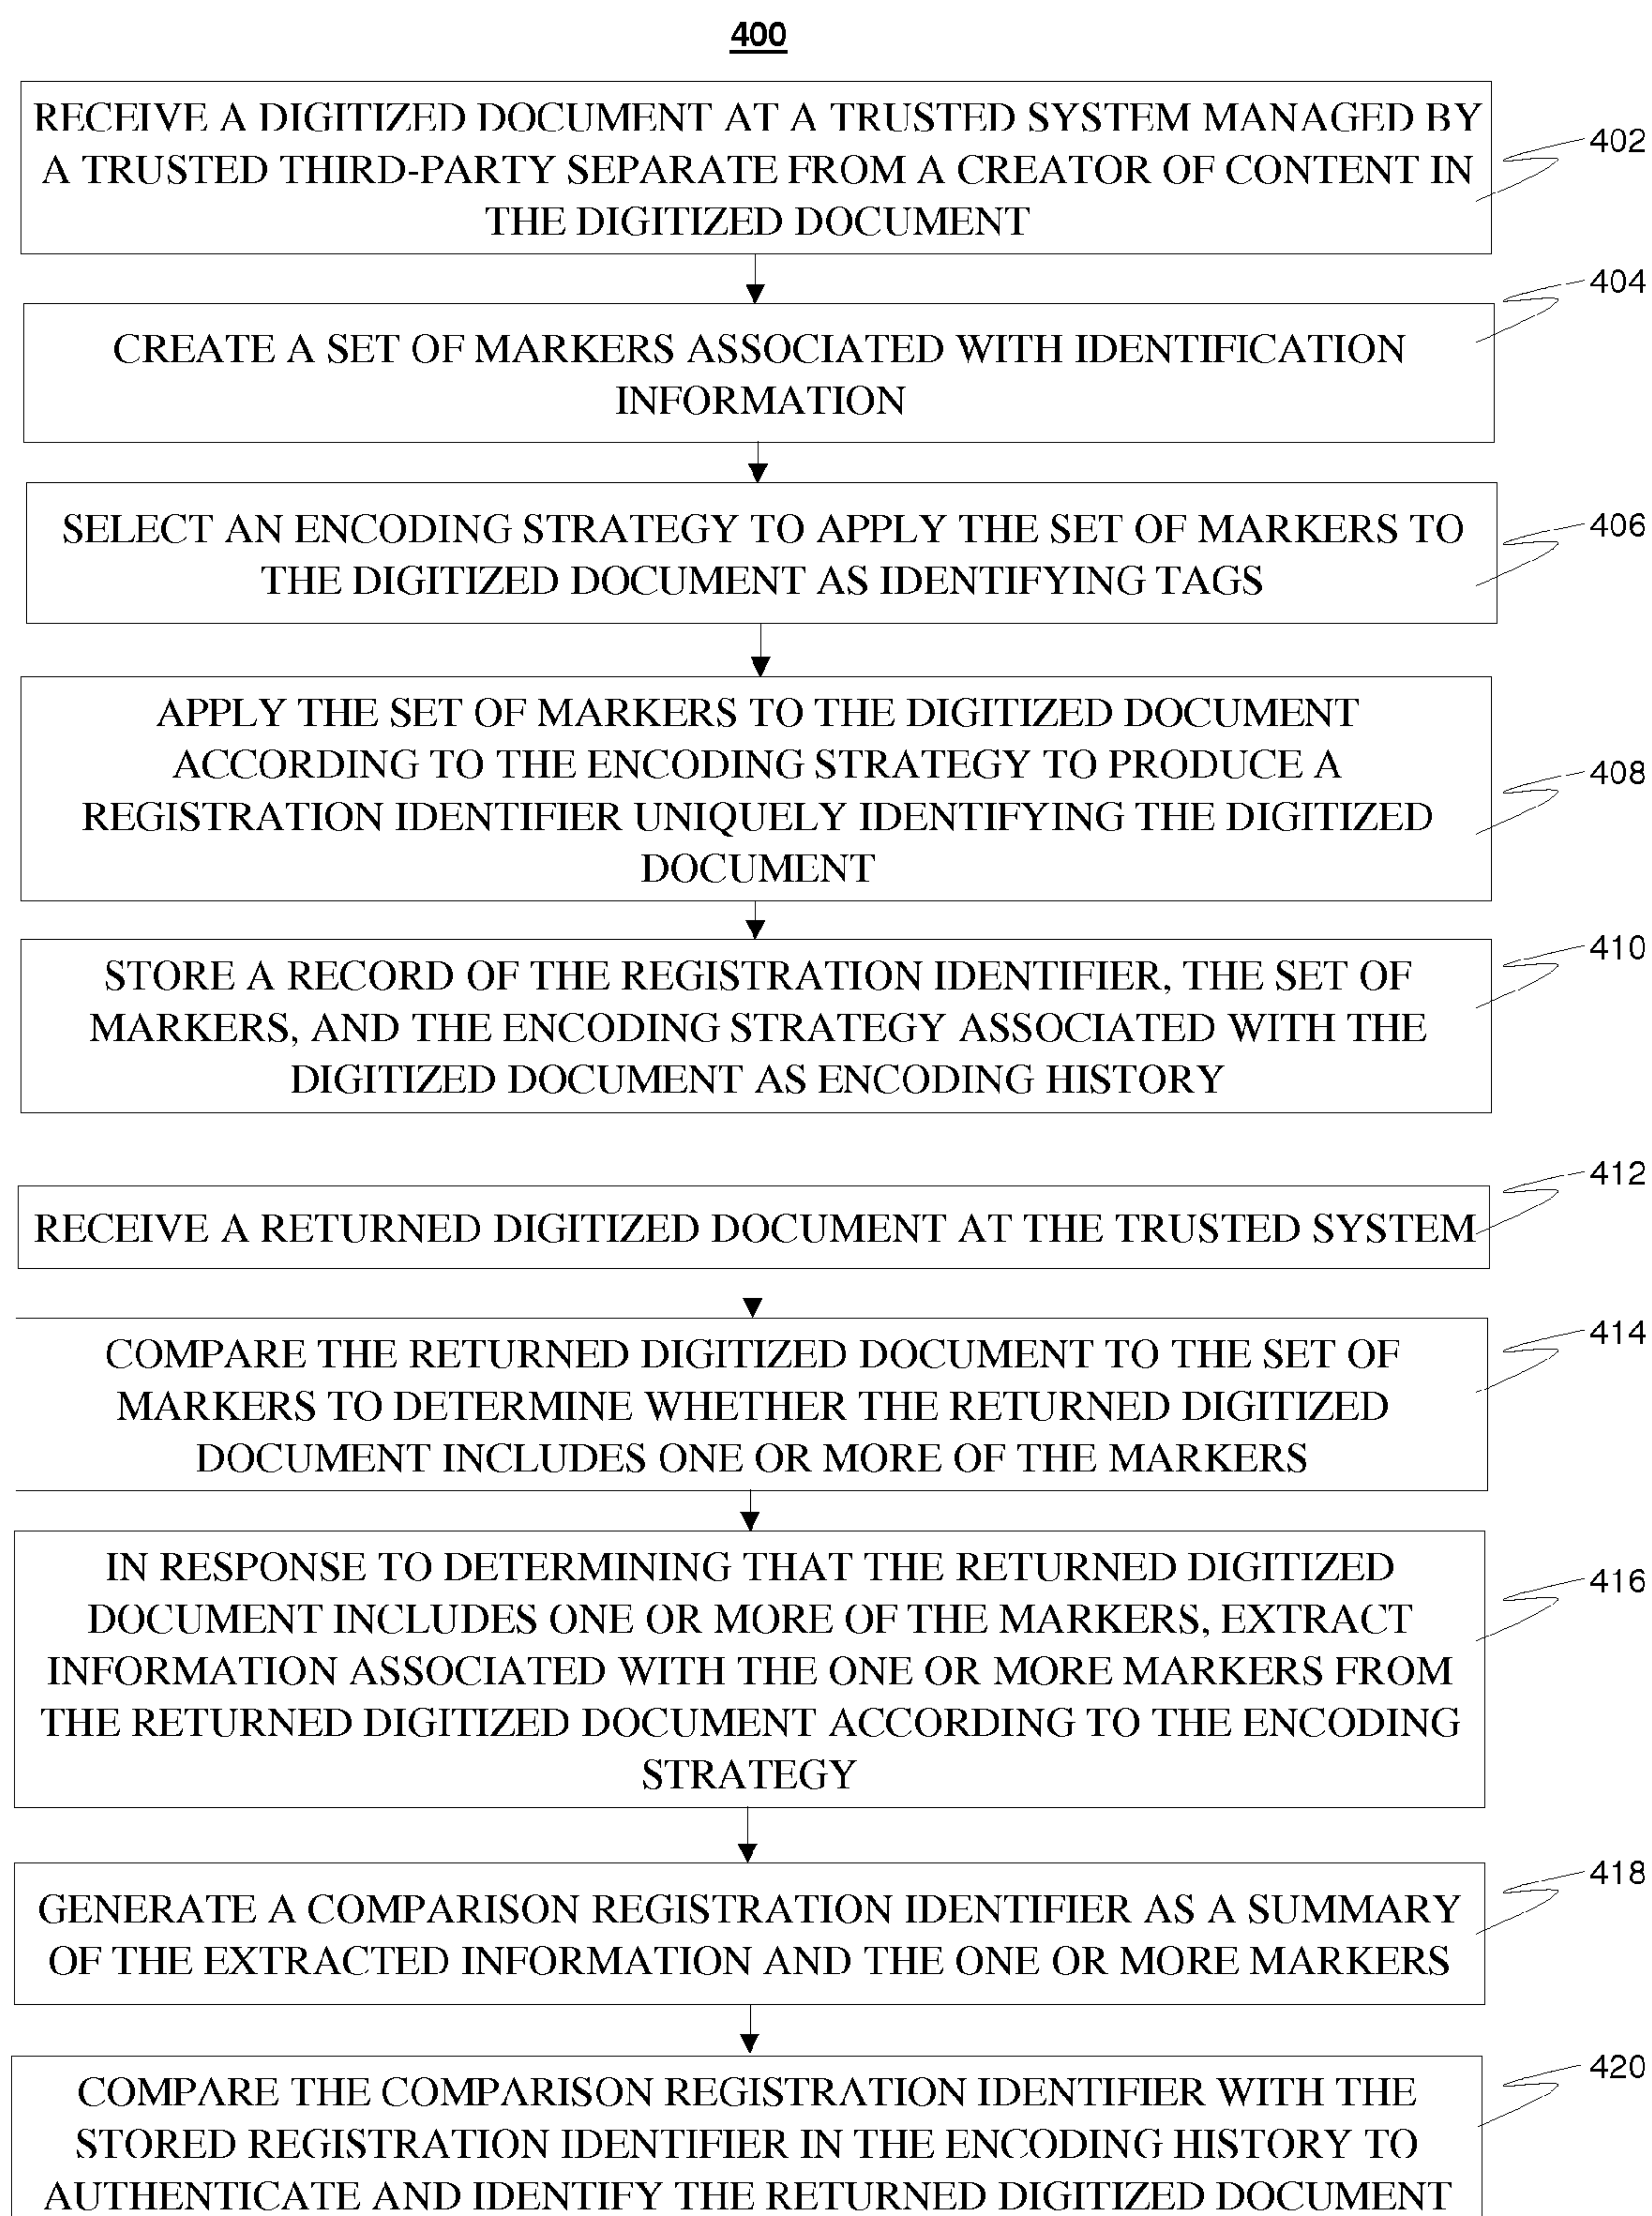 400
RECEIVE A DIGITIZED DOCUMENT AT A TRUSTED SYSTEM MANAGED BY
A TRUSTED THIRD-PARTY SEPARATE FROM A CREATOR OF CONTENT IN
THE DIGITIZED DOCUMENT
402
CREATE A SET OF MARKERS ASSOCIATED WITH IDENTIFICATION
INFORMATION
404
SELECT AN ENCODING STRATEGY TO APPLY THE SET OF MARKERS TO
THE DIGITIZED DOCUMENT AS IDENTIFYING TAGS
406
APPLY THE SET OF MARKERS TO THE DIGITIZED DOCUMENT
ACCORDING TO THE ENCODING STRATEGY TO PRODUCE A
REGISTRATION IDENTIFIER UNIQUELY IDENTIFYING THE DIGITIZED
DOCUMENT
408
STORE A RECORD OF THE REGISTRATION IDENTIFIER, THE SET OF
MARKERS, AND THE ENCODING STRATEGY ASSOCIATED WITH THE
DIGITIZED DOCUMENT AS ENCODING HISTORY
410
RECEIVE A RETURNED DIGITIZED DOCUMENT AT THE TRUSTED SYSTEM
412
COMPARE THE RETURNED DIGITIZED DOCUMENT TO THE SET OF
MARKERS TO DETERMINE WHETHER THE RETURNED DIGITIZED
DOCUMENT INCLUDES ONE OR MORE OF THE MARKERS
414
IN RESPONSE TO DETERMINING THAT THE RETURNED DIGITIZED
DOCUMENT INCLUDES ONE OR MORE OF THE MARKERS, EXTRACT
INFORMATION ASSOCIATED WITH THE ONE OR MORE MARKERS FROM
THE RETURNED DIGITIZED DOCUMENT ACCORDING TO THE ENCODING
STRATEGY
416
GENERATE A COMPARISON REGISTRATION IDENTIFIER AS A SUMMARY
OF THE EXTRACTED INFORMATION AND THE ONE OR MORE MARKERS
418
COMPARE THE COMPARISON REGISTRATION IDENTIFIER WITH THE
STORED REGISTRATION IDENTIFIER IN THE ENCODING HISTORY TO
AUTHENTICATE AND IDENTIFY THE RETURNED DIGITIZED DOCUMENT
420